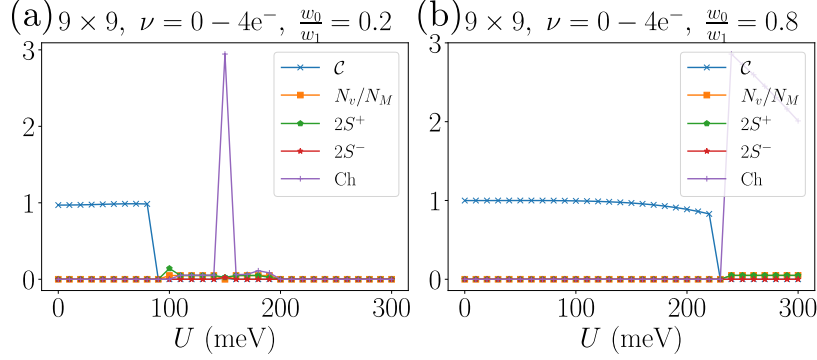 (a) 9 × 9, ν = 0 − 4e⁻, w₀/w₁ = 0.2
3
2
1
0
𝒞
N_v/N_M
2S⁺
2S⁻
Ch
0 100 200 300
U (meV)
(b) 9 × 9, ν = 0 − 4e⁻, w₀/w₁ = 0.8
3
2
1
0
𝒞
N_v/N_M
2S⁺
2S⁻
Ch
0 100 200 300
U (meV)